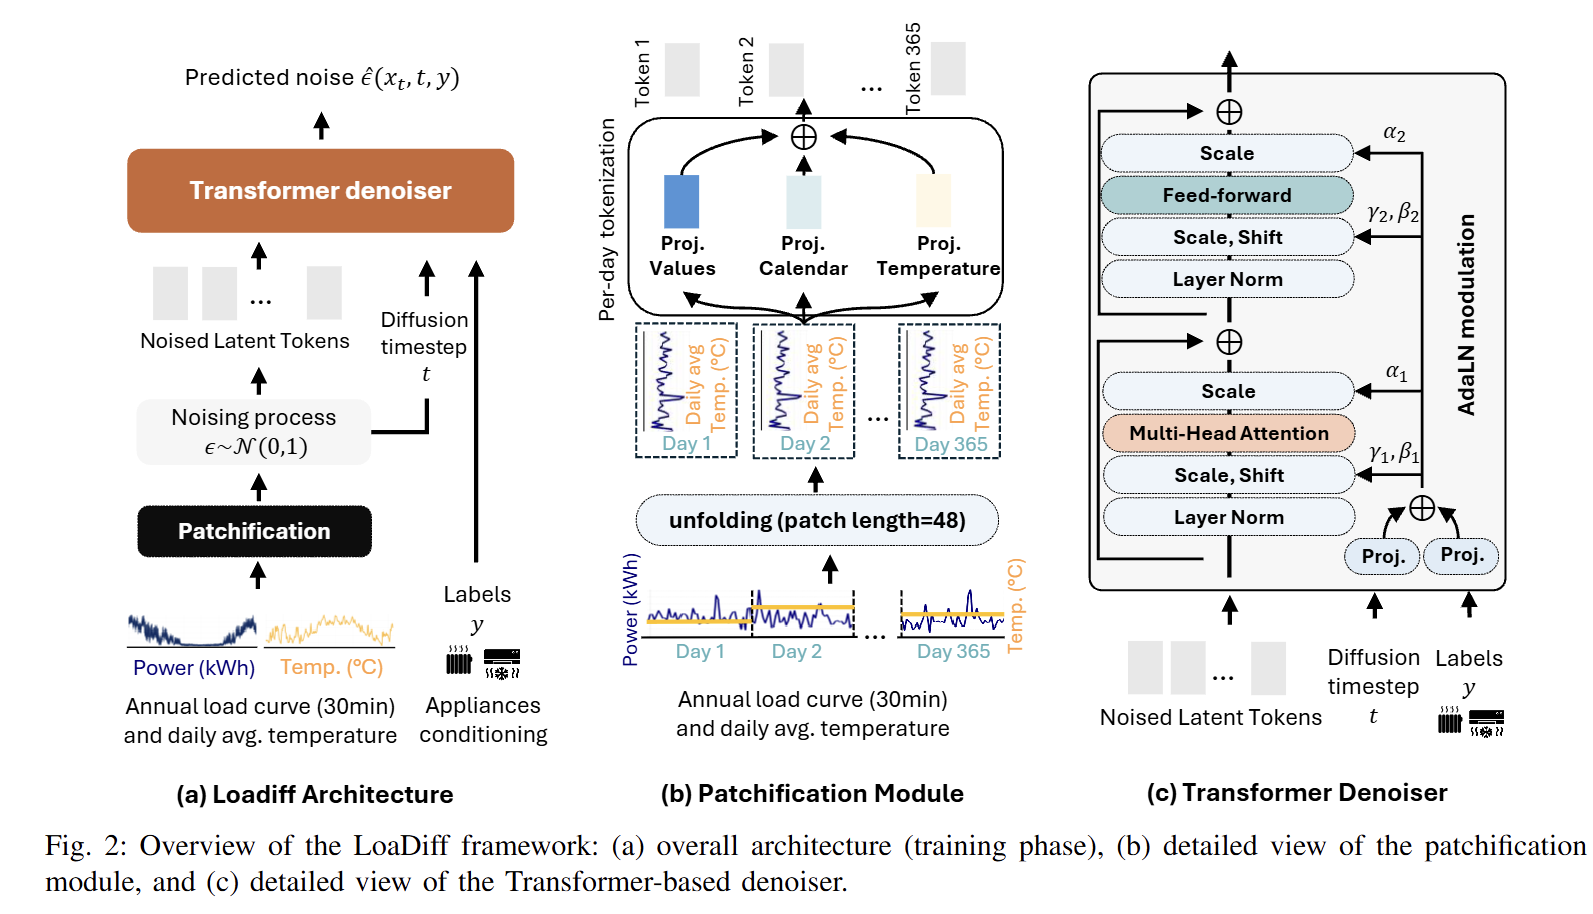 Predicted noise ϵ̂(x_t, t, y)
Transformer denoiser
...
Noised Latent Tokens
Diffusion
timestep
t
Noising process
ϵ~𝒩(0,1)
Patchification
Labels
y
Power (kWh)
Temp. (°C)
Annual load curve (30min)
and daily avg. temperature
Appliances
conditioning
(a) Loadiff Architecture
Token 1
Token 2
...
Token 365
Per-day tokenization
Proj.
Values
Proj.
Calendar
Proj.
Temperature
Daily avg
Temp. (°C)
Day 1
Daily avg
Temp. (°C)
Day 2
...
Daily avg
Temp. (°C)
Day 365
unfolding (patch length=48)
Power (kWh)
Day 1
Day 2
...
Day 365
Temp. (°C)
Annual load curve (30min)
and daily avg. temperature
(b) Patchification Module
Scale
α₂
Feed-forward
Scale, Shift
γ₂, β₂
Layer Norm
Scale
α₁
Multi-Head Attention
Scale, Shift
γ₁, β₁
Layer Norm
AdaLN modulation
Proj.
Proj.
...
Noised Latent Tokens
Diffusion
timestep
t
Labels
y
(c) Transformer Denoiser
Fig. 2: Overview of the LoaDiff framework: (a) overall architecture (training phase), (b) detailed view of the patchification
module, and (c) detailed view of the Transformer-based denoiser.